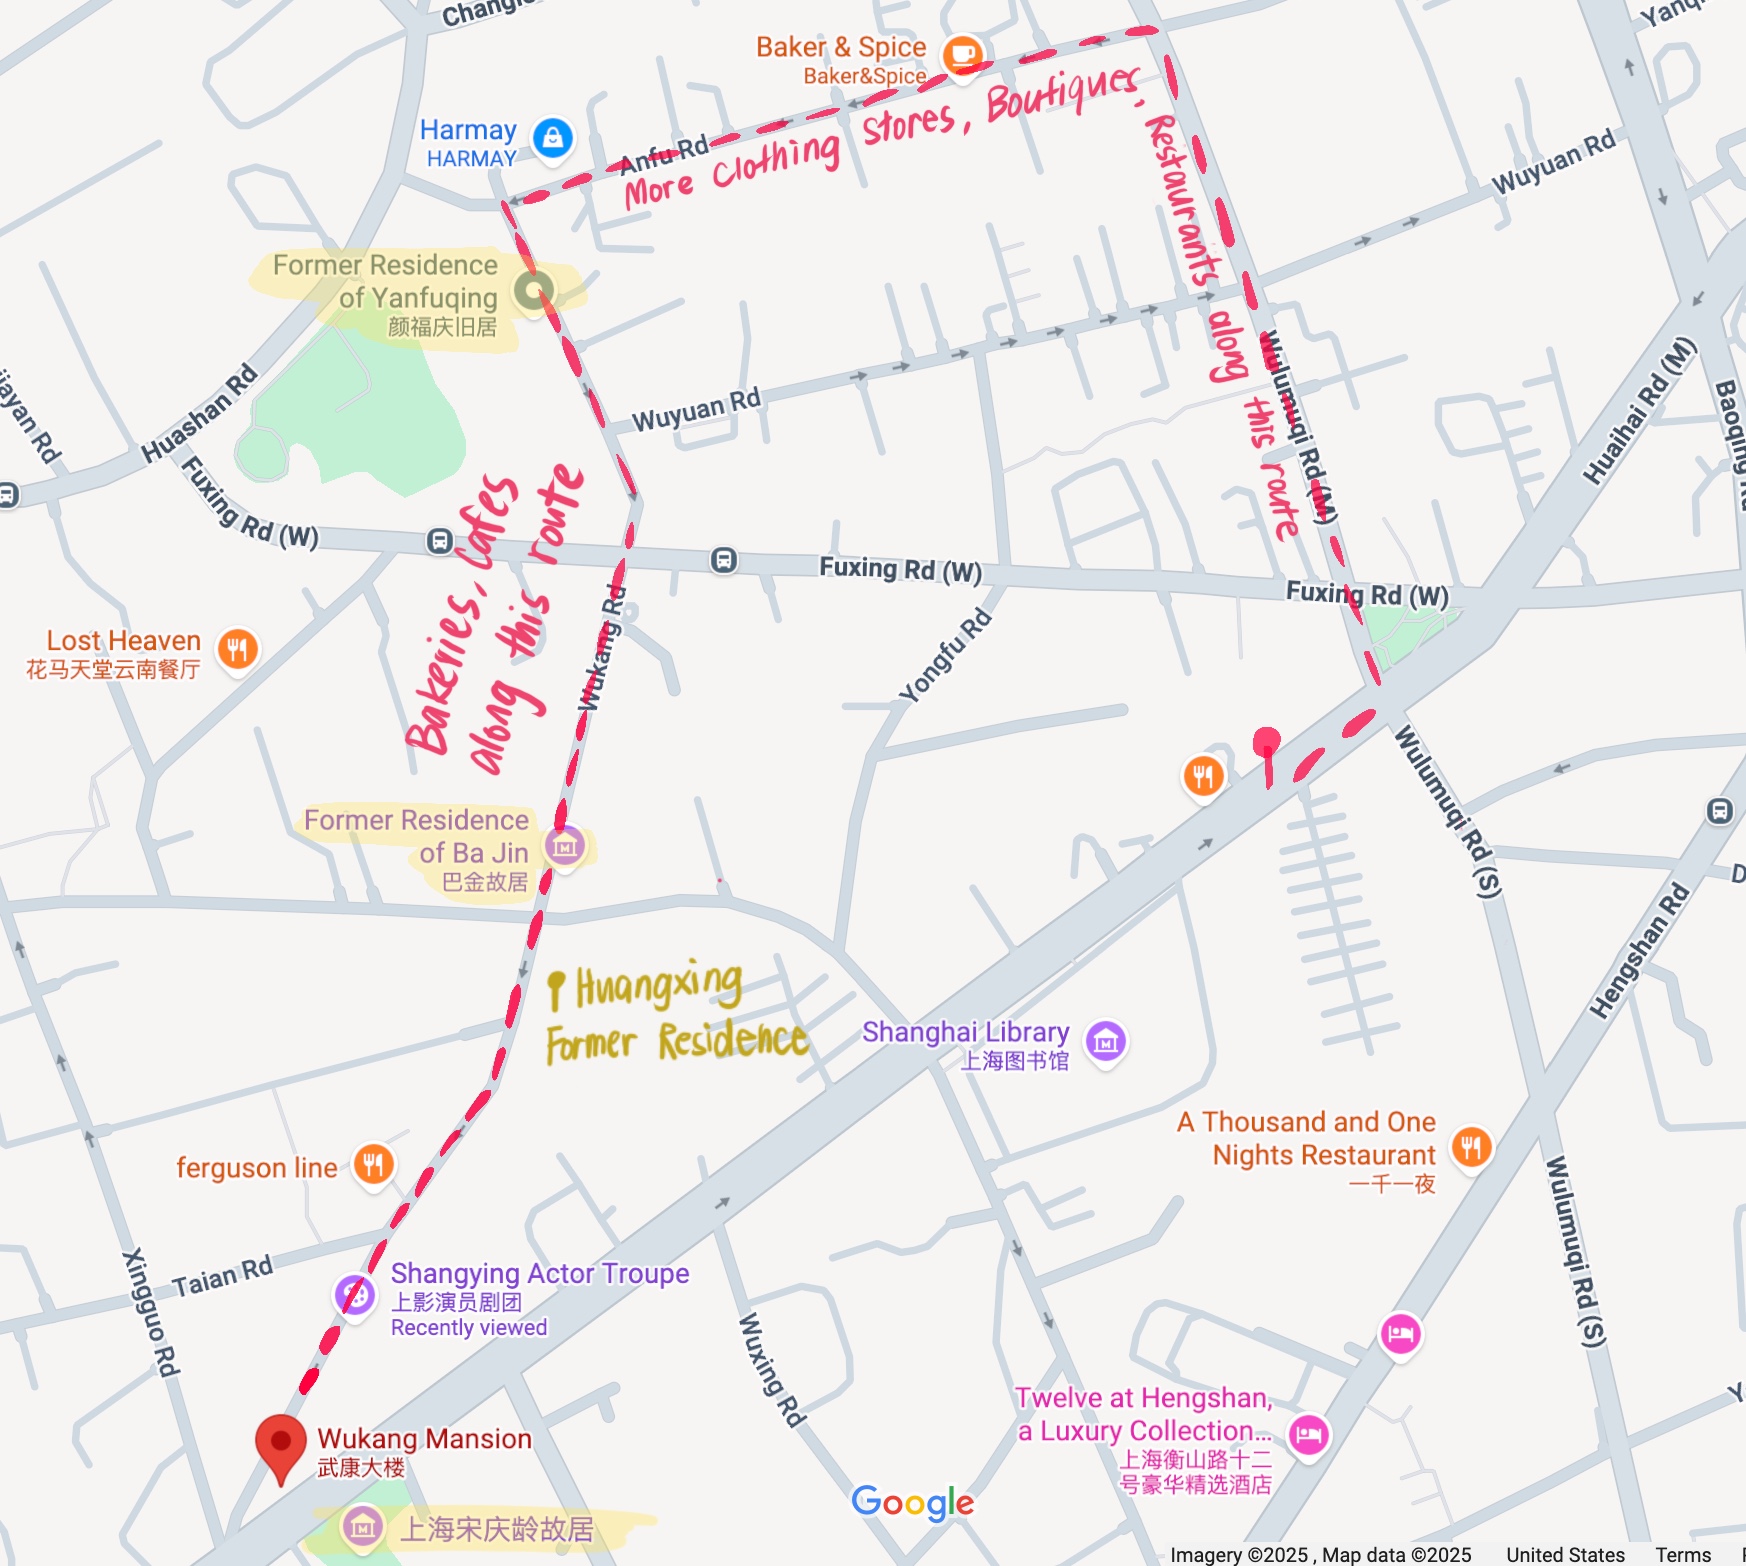 Changle
Yanqi
Baker & Spice
Baker&Spice
Harmay
HARMAY
Anfu Rd
More Clothing Stores, Boutiques, Restaurants along this route
Wuyuan Rd
Former Residence
of Yanfuqing
颜福庆旧居
Wulumuqi Rd (M)
Huaihai Rd (M)
Baoqing Rd
jiayan Rd
Huashan Rd
Wuyuan Rd
Fuxing Rd (W)
Fuxing Rd (W)
Fuxing Rd (W)
Bakeries, cafes
along this route
Wukang Rd
Yongfu Rd
Lost Heaven
花马天堂云南餐厅
Former Residence
of Ba Jin
巴金故居
Wulumuqi Rd (S)
D
Hengshan Rd
Huangxing
Former Residence
Shanghai Library
上海图书馆
A Thousand and One
Nights Restaurant
一千一夜
ferguson line
Taian Rd
Xingguo Rd
Shangying Actor Troupe
上影演员剧团
Recently viewed
Wuxing Rd
Wulumuqi Rd (S)
Twelve at Hengshan,
a Luxury Collection...
上海衡山路十二
号豪华精选酒店
Y
Wukang Mansion
武康大楼
上海宋庆龄故居
Google
Imagery ©2025 , Map data ©2025 United States Terms